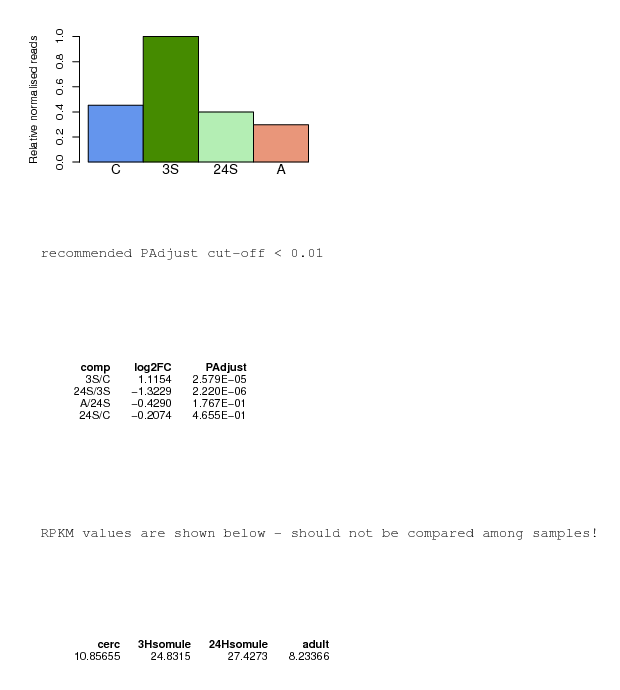 Relative normalised reads
1.0
0.8
0.6
0.4
0.2
0.0
C 3S 24S A
recommended PAdjust cut-off < 0.01
comp log2FC PAdjust
3S/C 1.1154 2.579E-05
24S/3S -1.3229 2.220E-06
A/24S -0.4290 1.767E-01
24S/C -0.2074 4.655E-01
RPKM values are shown below - should not be compared among samples!
cerc 3Hsomule 24Hsomule adult
10.85655 24.8315 27.4273 8.23366